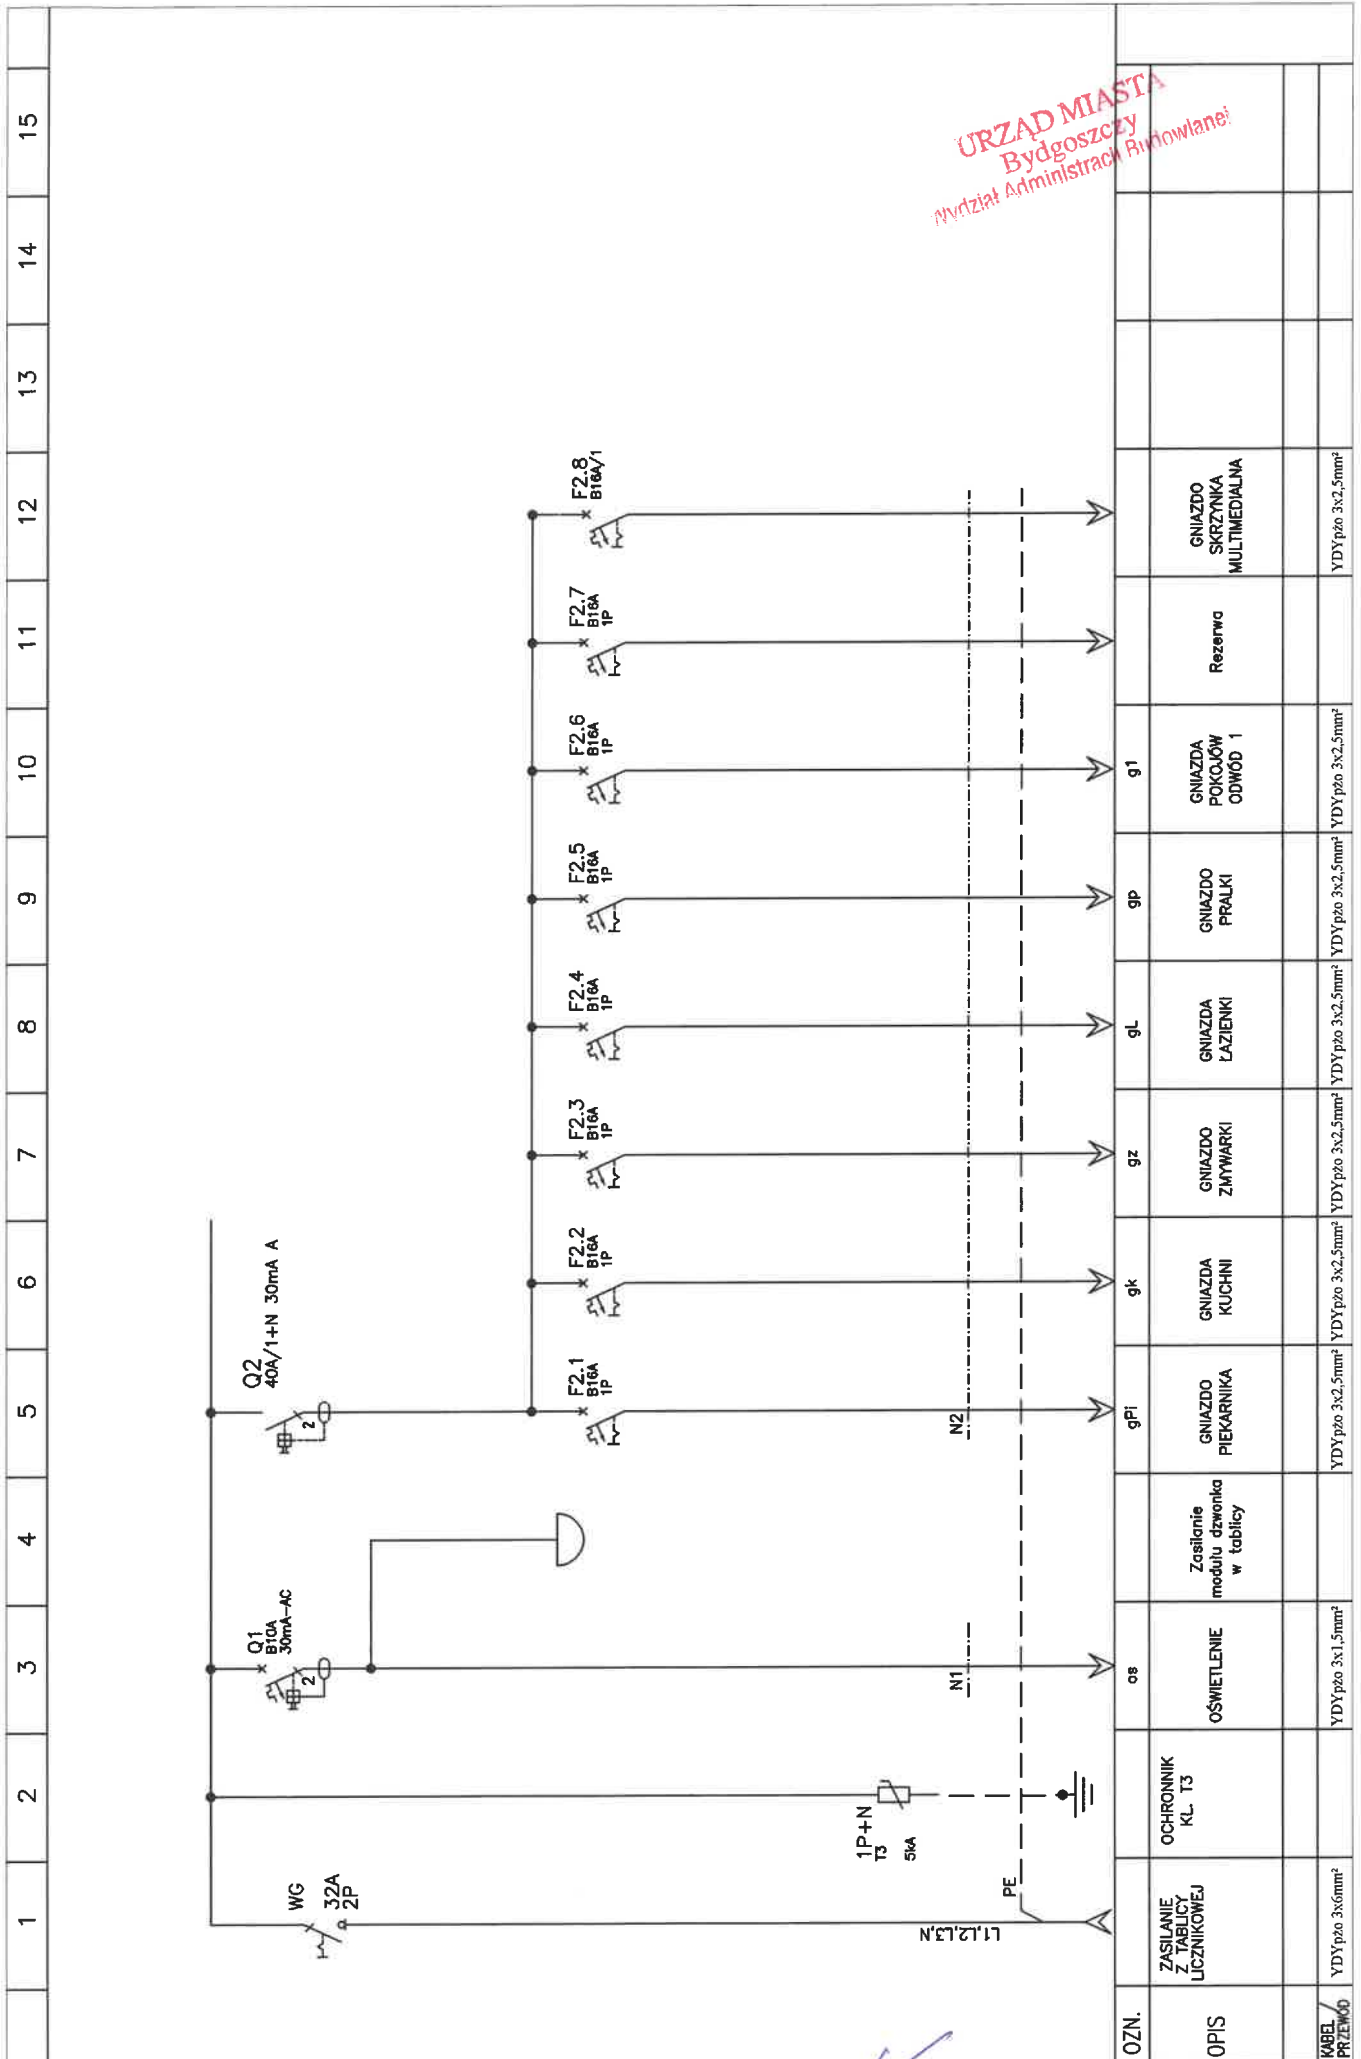 1
2
3
4
5
6
7
8
9
10
11
12
13
14
15
WG
32A
2P
L1,L2,L3,N
PE
1P+N
T3
5kA
Q1
B10A
30mA-AC
2
N1
Q2
40A/1+N 30mA A
2
N2
F2.1
B16A
1P
F2.2
B16A
1P
F2.3
B16A
1P
F2.4
B16A
1P
F2.5
B16A
1P
F2.6
B16A
1P
F2.7
B16A
1P
F2.8
B16A/1
URZĄD MIASTA
Bydgoszczy
Wydział Administracji Budowlanej
OZN.
os
gPi
gk
gz
gL
gp
g1
OPIS
ZASILANIE
Z TABLICY
LICZNIKOWEJ
OCHRONNIK
KL. T3
OŚWIETLENIE
Zasilanie
modułu dzwonka
w tablicy
GNIAZDO
PIEKARNIKA
GNIAZDA
KUCHNI
GNIAZDO
ZMYWARKI
GNIAZDA
ŁAZIENKI
GNIAZDO
PRALKI
GNIAZDA
POKOJÓW
ODWÓD 1
Rezerwa
GNIAZDO
SKRZYNKA
MULTIMEDIALNA
KABEL/
PRZEWÓD
YDYpżo 3x6mm²
YDYpżo 3x1,5mm²
YDYpżo 3x2,5mm²
YDYpżo 3x2,5mm²
YDYpżo 3x2,5mm²
YDYpżo 3x2,5mm²
YDYpżo 3x2,5mm²
YDYpżo 3x2,5mm²
YDYpżo 3x2,5mm²